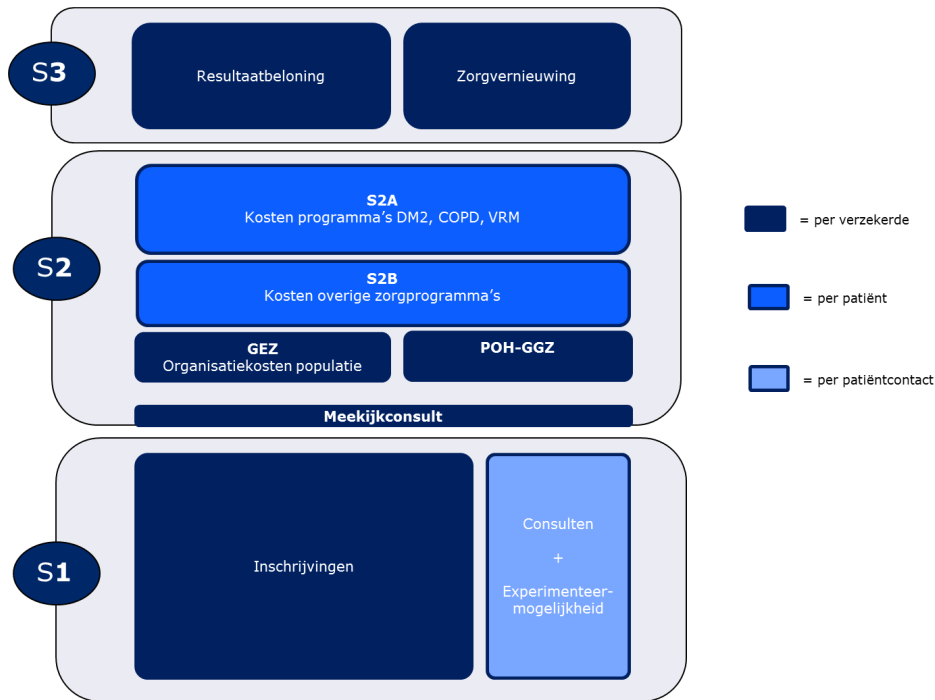 S3
Resultaatbeloning
Zorgvernieuwing
S2
S2A
Kosten programma's DM2, COPD, VRM
S2B
Kosten overige zorgprogramma's
GEZ
Organisatiekosten populatie
POH-GGZ
Meekijkconsult
S1
Inschrijvingen
Consulten
+
Experimenteer-
mogelijkheid
= per verzekerde
= per patiënt
= per patiëntcontact